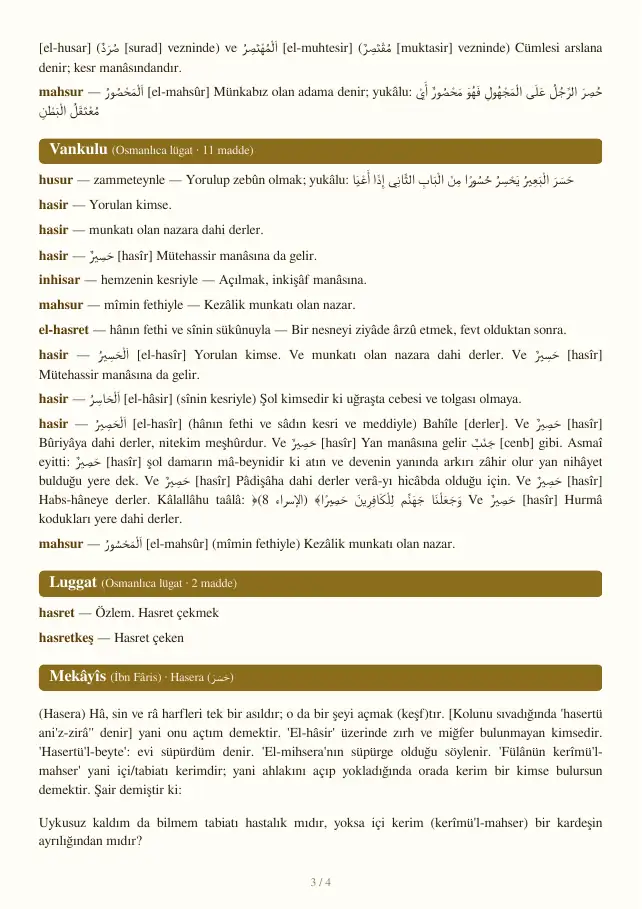 [el-husar] (صُرَدٌ [surad] vezninde) ve اَلْمُهْتَصِرُ [el-muhtesir] (مُقْتَصِرٌ [muktasir] vezninde) Cümlesi arslana
denir; kesr manâsındandır.
mahsur — اَلْمَحْصُورُ [el-mahsûr] Münkabız olan adama denir; yukâlu: حُصِرَ الرَّجُلُ عَلَى الْمَجْهُولِ فَهُوَ مَحْصُورٌ أَيْ
مُعْتَقَلُ الْبَطْنِ
Vankulu (Osmanlıca lügat · 11 madde)
husur — zammeteynle — Yorulup zebûn olmak; yukâlu: حَسَرَ الْبَعِيرُ يَحْسِرُ حُسُورًا مِنَ الْبَابِ الثَّانِى إِذَا أَعْيَا
hasir — Yorulan kimse.
hasir — munkatı olan nazara dahi derler.
hasir — حَسِيرٌ [hasîr] Mütehassir manâsına da gelir.
inhisar — hemzenin kesriyle — Açılmak, inkişâf manâsına.
mahsur — mîmin fethiyle — Kezâlik munkatı olan nazar.
el-hasret — hânın fethi ve sînin sükûnuyla — Bir nesneyi ziyâde ârzû etmek, fevt olduktan sonra.
hasir — اَلْحَسِيرُ [el-hasîr] Yorulan kimse. Ve munkatı olan nazara dahi derler. Ve حَسِيرٌ [hasîr]
Mütehassir manâsına da gelir.
hasir — اَلْحَاسِرُ [el-hâsir] (sînin kesriyle) Şol kimsedir ki uğraşta cebesi ve tolgası olmaya.
hasir — اَلْحَصِيرُ [el-hasîr] (hânın fethi ve sâdın kesri ve meddiyle) Bahîle [derler]. Ve حَصِيرٌ [hasîr]
Bûriyâya dahi derler, nitekim meşhûrdur. Ve حَصِيرٌ [hasîr] Yan manâsına gelir جَنْبٌ [cenb] gibi. Asmaî
eyitti: حَصِيرٌ [hasîr] şol damarın mâ-beynidir ki atın ve devenin yanında arkırı zâhir olur yan nihâyet
bulduğu yere dek. Ve حَصِيرٌ [hasîr] Pâdişâha dahi derler verâ-yı hicâbda olduğu için. Ve حَصِيرٌ [hasîr]
Habs-hâneye derler. Kâlallâhu taâlâ: ﴿وَجَعَلْنَا جَهَنَّم لِلْكَافِرِينَ حَصِيرًا﴾ (الإسراء 8) Ve حَصِيرٌ [hasîr] Hurmâ
kodukları yere dahi derler.
mahsur — اَلْمَحْسُورُ [el-mahsûr] (mîmin fethiyle) Kezâlik munkatı olan nazar.
Luggat (Osmanlıca lügat · 2 madde)
hasret — Özlem. Hasret çekmek
hasretkeş — Hasret çeken
Mekâyîs (İbn Fâris) · Hasera (حَسَرَ)
(Hasera) Hâ, sin ve râ harfleri tek bir asıldır; o da bir şeyi açmak (keşf)tır. [Kolunu sıvadığında 'hasertü
ani'z-zirâ'' denir] yani onu açtım demektir. 'El-hâsir' üzerinde zırh ve miğfer bulunmayan kimsedir.
'Hasertü'l-beyte': evi süpürdüm denir. 'El-mihsera'nın süpürge olduğu söylenir. 'Fülânün kerîmü'l-
mahser' yani içi/tabiatı kerimdir; yani ahlakını açıp yokladığında orada kerim bir kimse bulursun
demektir. Şair demiştir ki:
Uykusuz kaldım da bilmem tabiatı hastalık mıdır, yoksa içi kerim (kerîmü'l-mahser) bir kardeşin
ayrılığından mıdır?
3 / 4